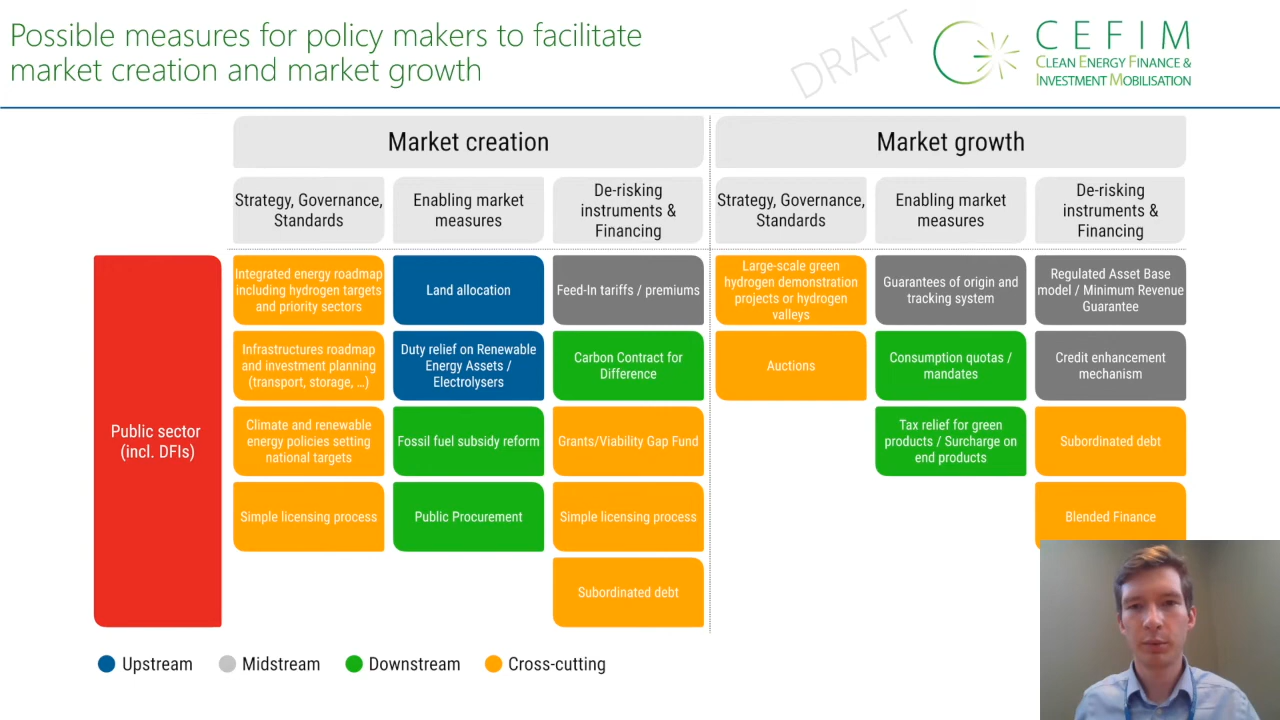 Possible measures for policy makers to facilitate
market creation and market growth
DRAFT
CEFIM
CLEAN ENERGY FINANCE &
INVESTMENT MOBILISATION
Market creation
Market growth
Strategy, Governance,
Standards
Enabling market
measures
De-risking
instruments &
Financing
Strategy, Governance,
Standards
Enabling market
measures
De-risking
instruments &
Financing
Public sector
(incl. DFIs)
Integrated energy roadmap
including hydrogen targets
and priority sectors
Land allocation
Feed-In tariffs / premiums
Large-scale green
hydrogen demonstration
projects or hydrogen
valleys
Guarantees of origin and
tracking system
Regulated Asset Base
model / Minimum Revenue
Guarantee
Infrastructures roadmap
and investment planning
(transport, storage, …)
Duty relief on Renewable
Energy Assets /
Electrolysers
Carbon Contract for
Difference
Auctions
Consumption quotas /
mandates
Credit enhancement
mechanism
Climate and renewable
energy policies setting
national targets
Fossil fuel subsidy reform
Grants/Viability Gap Fund
Tax relief for green
products / Surcharge on
end products
Subordinated debt
Simple licensing process
Public Procurement
Simple licensing process
Blended Finance
Subordinated debt
Upstream
Midstream
Downstream
Cross-cutting